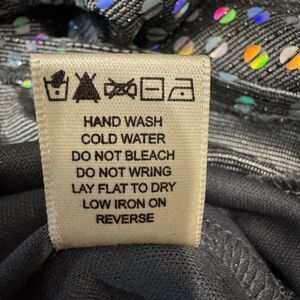 HAND WASH
COLD WATER
DO NOT BLEACH
DO NOT WRING
LAY FLAT TO DRY
LOW IRON ON
REVERSE